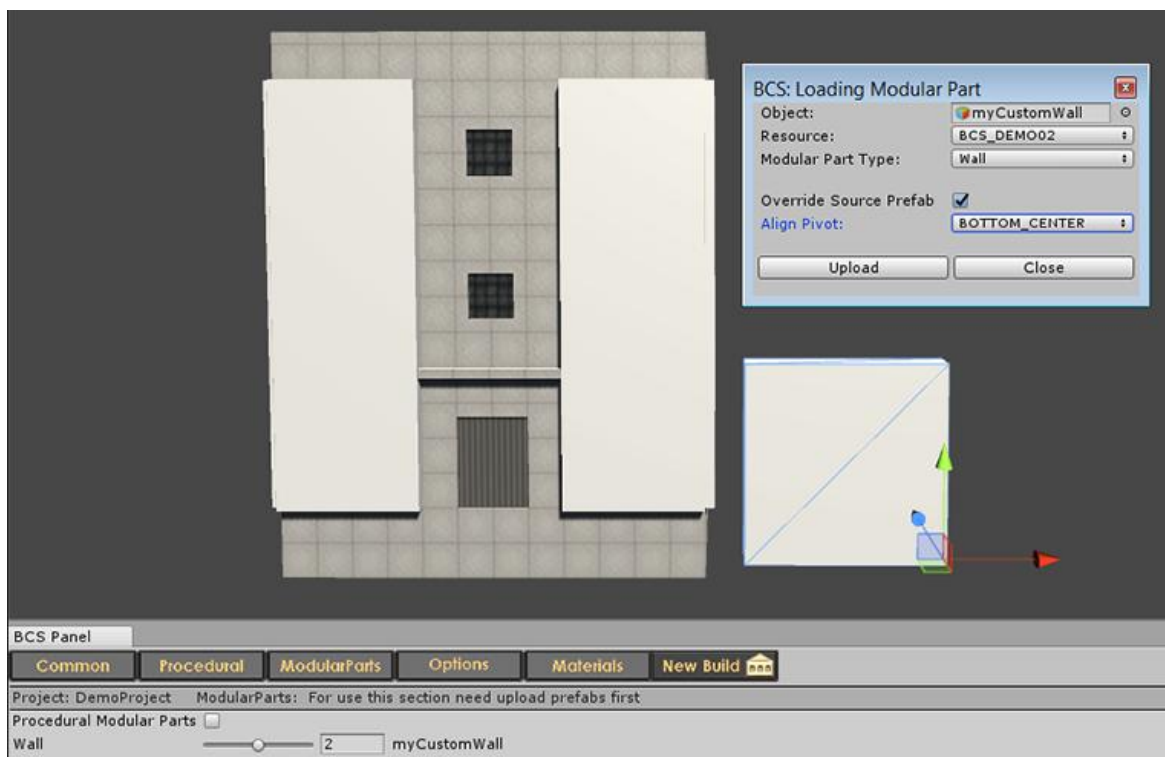 BCS: Loading Modular Part
Object: myCustomWall
Resource: BCS_DEMO02
Modular Part Type: Wall
Override Source Prefab
Align Pivot: BOTTOM_CENTER
Upload Close
BCS Panel
Common Procedural ModularParts Options Materials New Build
Project: DemoProject ModularParts: For use this section need upload prefabs first
Procedural Modular Parts
Wall 2 myCustomWall